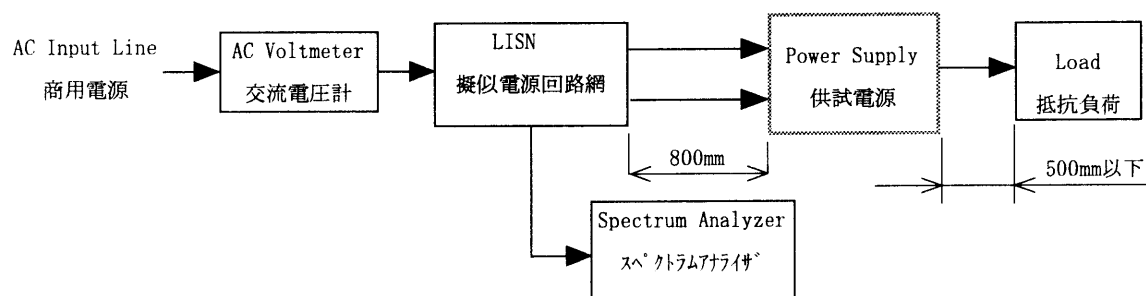 AC Input Line
商用電源
AC Voltmeter
交流電圧計
LISN
擬似電源回路網
Power Supply
供試電源
Load
抵抗負荷
800mm
500mm以下
Spectrum Analyzer
ｽﾍﾟｸﾄﾗﾑｱﾅﾗｲｻﾞ